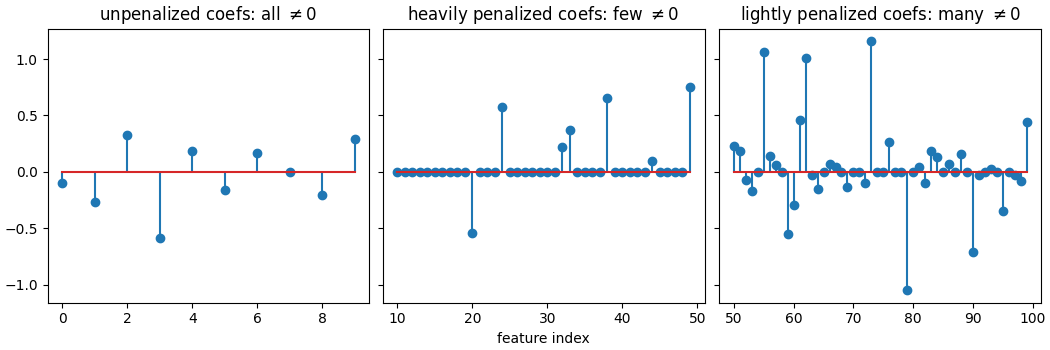 unpenalized coefs: all ≠0
heavily penalized coefs: few ≠0
lightly penalized coefs: many ≠0
1.0
0.5
0.0
−0.5
−1.0
0 2 4 6 8
10 20 30 40 50
50 60 70 80 90 100
feature index